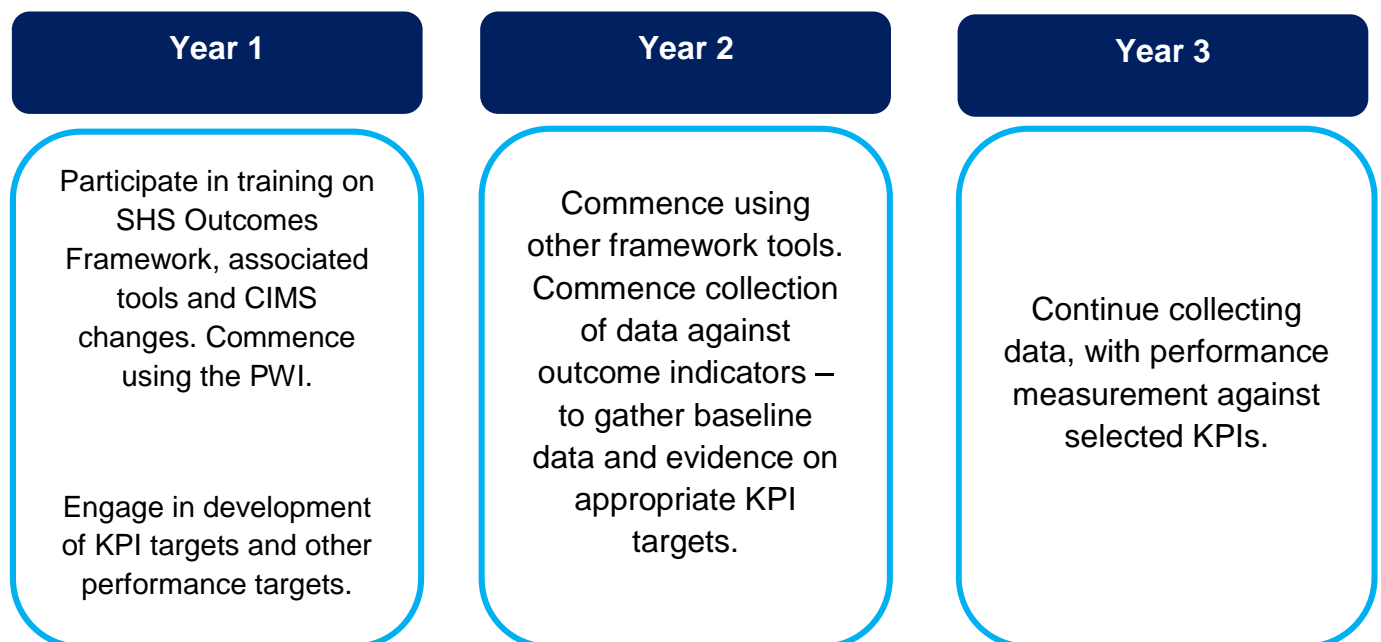 Year 1
Participate in training on
SHS Outcomes
Framework, associated
tools and CIMS
changes. Commence
using the PWI.
Engage in development
of KPI targets and other
performance targets.
Year 2
Commence using
other framework tools.
Commence collection
of data against
outcome indicators –
to gather baseline
data and evidence on
appropriate KPI
targets.
Year 3
Continue collecting
data, with performance
measurement against
selected KPIs.